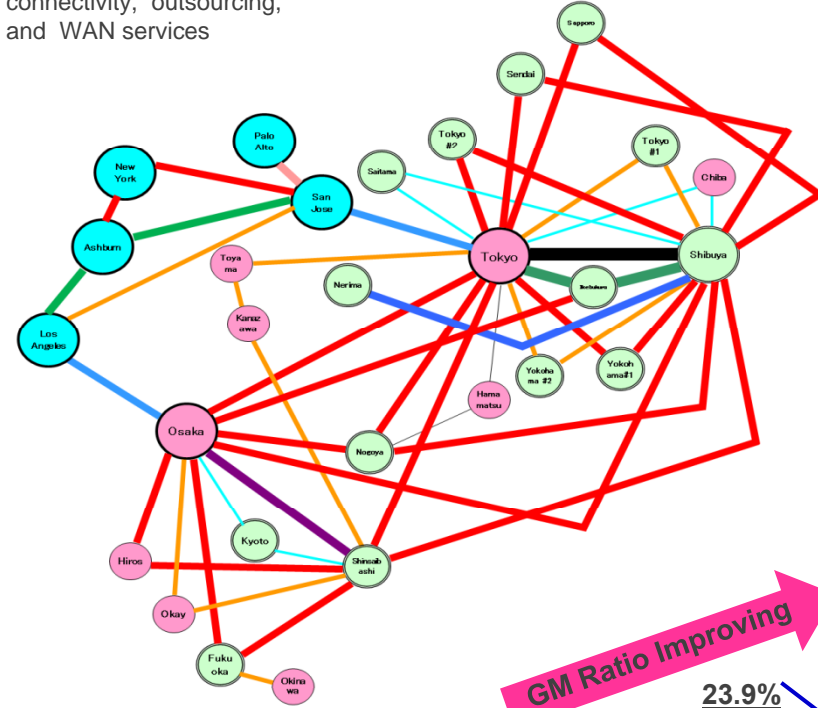 connectivity, outsourcing,
and WAN services
Sapporo
Sendai
Palo
Alto
Tokyo
#2
Tokyo
#1
New
York
Saitama
Chiba
San
Jose
Ashburn
Tokyo
Shibuya
Toya
ma
Nerima
Ikebukuro
Kanaz
awa
Los
Angeles
Yokoha
ma #2
Yokoh
ama#1
Hama
matsu
Osaka
Nagoya
Kyoto
Hiros
Shinsaib
ashi
Okay
Fuku
oka
Okina
wa
GM Ratio Improving
23.9%